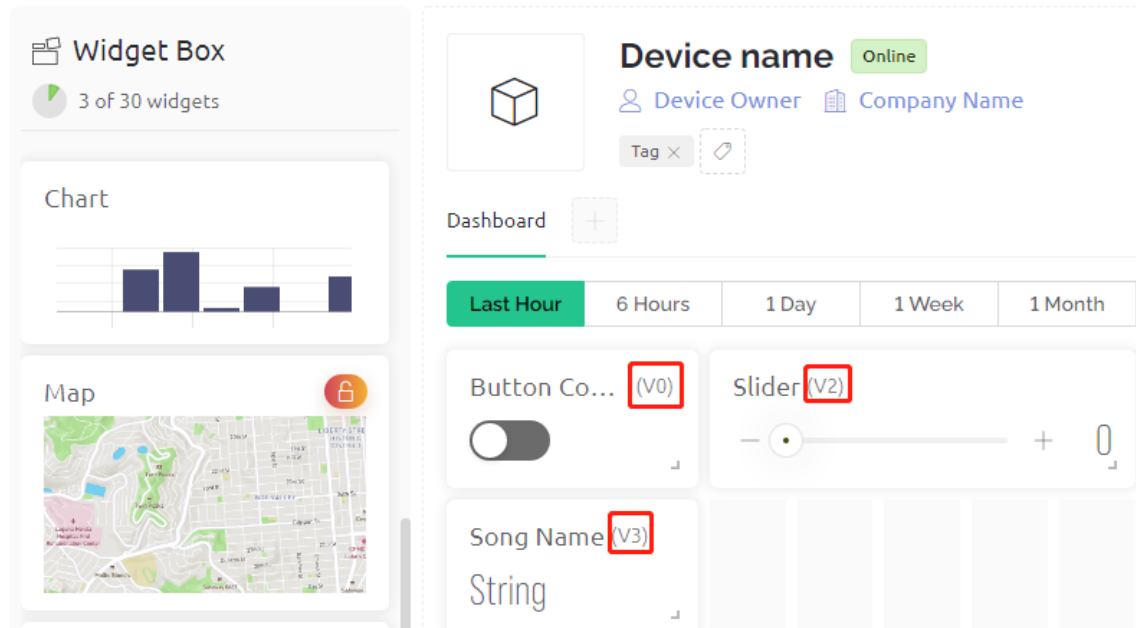 Widget Box
3 of 30 widgets
Chart
Map
Device name Online
Device Owner Company Name
Tag
Dashboard
Last Hour 6 Hours 1 Day 1 Week 1 Month
Button Co... (V0)
Slider (V2)
0
Song Name (V3)
String